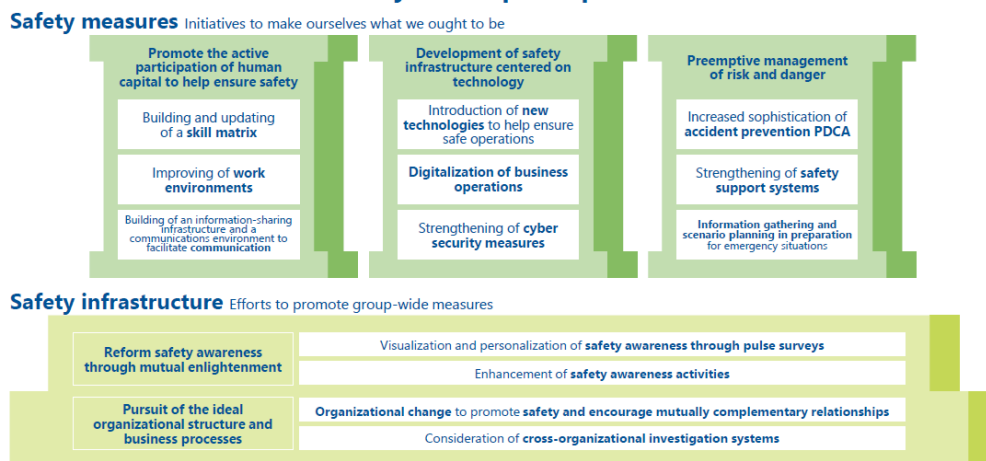 Safety measures Initiatives to make ourselves what we ought to be
Promote the active
participation of human
capital to help ensure safety
Building and updating
of a skill matrix
Improving of work
environments
Building of an information-sharing
infrastructure and a
communications environment to
facilitate communication
Development of safety
infrastructure centered on
technology
Introduction of new
technologies to help ensure
safe operations
Digitalization of business
operations
Strengthening of cyber
security measures
Preemptive management
of risk and danger
Increased sophistication of
accident prevention PDCA
Strengthening of safety
support systems
Information gathering and
scenario planning in preparation
for emergency situations
Safety infrastructure Efforts to promote group-wide measures
Reform safety awareness
through mutual enlightenment
Visualization and personalization of safety awareness through pulse surveys
Enhancement of safety awareness activities
Pursuit of the ideal
organizational structure and
business processes
Organizational change to promote safety and encourage mutually complementary relationships
Consideration of cross-organizational investigation systems